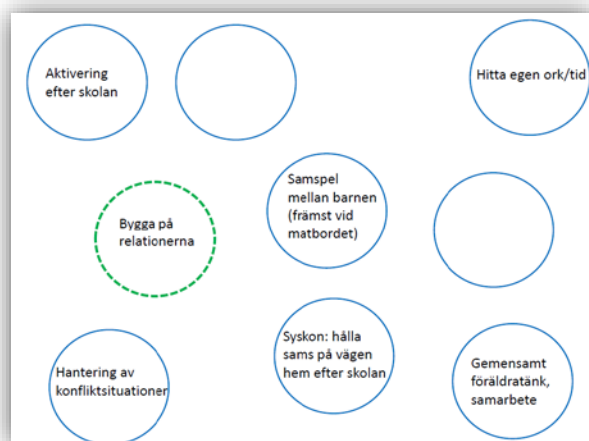 Aktivering
efter skolan
Hitta egen ork/tid
Bygga på
relationerna
Samspel
mellan barnen
(främst vid
matbordet)
Hantering av
konfliktsituationer
Syskon: hålla
sams på vägen
hem efter skolan
Gemensamt
föräldratänk,
samarbete